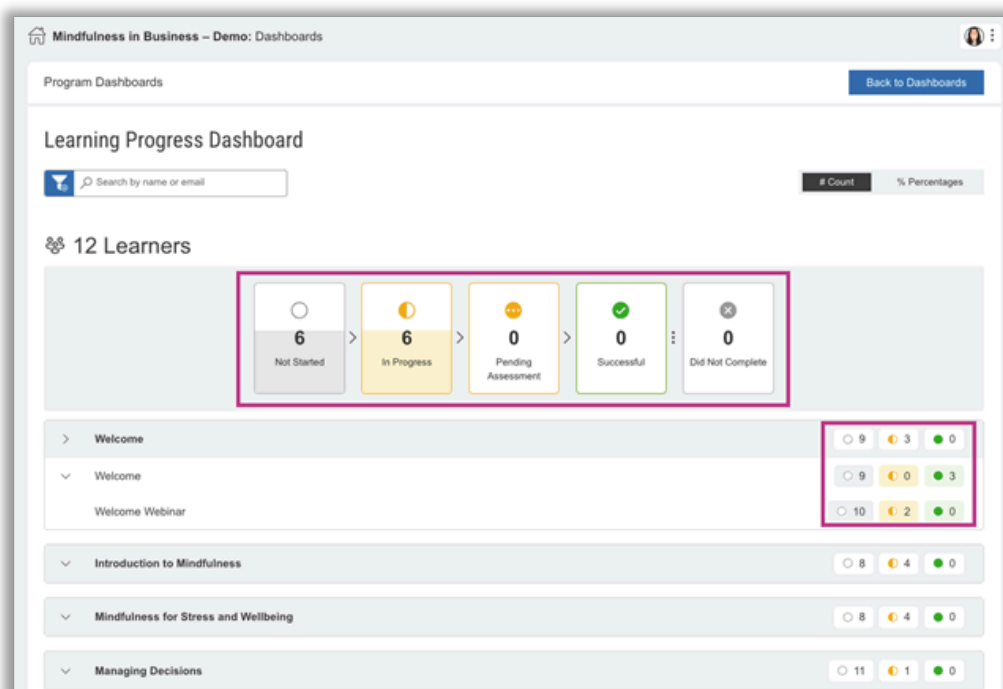 Mindfulness in Business – Demo: Dashboards
Program Dashboards
Back to Dashboards
Learning Progress Dashboard
Search by name or email
# Count % Percentages
12 Learners
6 6 0 0 0
Not Started In Progress Pending Successful Did Not Complete
Assessment
Welcome 9 3 0
Welcome 9 0 3
Welcome Webinar 10 2 0
Introduction to Mindfulness 8 4 0
Mindfulness for Stress and Wellbeing 8 4 0
Managing Decisions 11 1 0